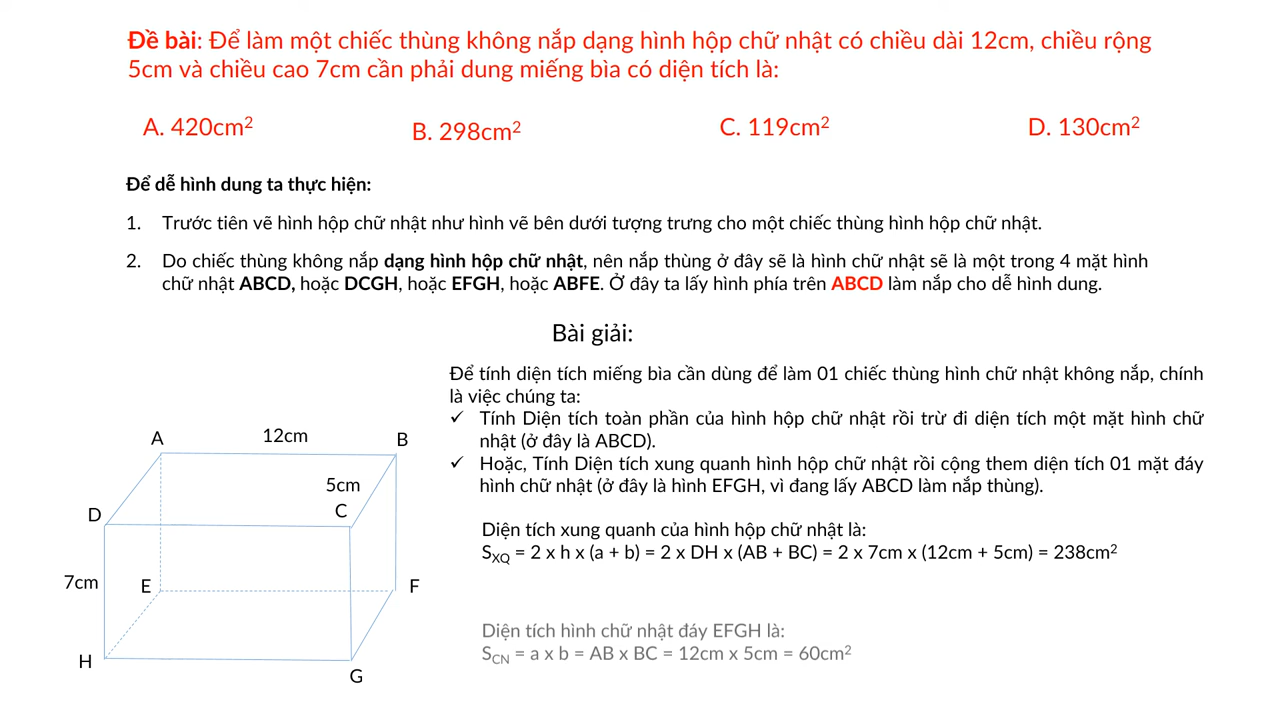 Đề bài: Để làm một chiếc thùng không nắp dạng hình hộp chữ nhật có chiều dài 12cm, chiều rộng
5cm và chiều cao 7cm cần phải dung miếng bìa có diện tích là:
A. 420cm²
B. 298cm²
C. 119cm²
D. 130cm²
Để dễ hình dung ta thực hiện:
1. Trước tiên vẽ hình hộp chữ nhật như hình vẽ bên dưới tượng trưng cho một chiếc thùng hình hộp chữ nhật.
2. Do chiếc thùng không nắp dạng hình hộp chữ nhật, nên nắp thùng ở đây sẽ là hình chữ nhật sẽ là một trong 4 mặt hình
chữ nhật ABCD, hoặc DCGH, hoặc EFGH, hoặc ABFE. Ở đây ta lấy hình phía trên ABCD làm nắp cho dễ hình dung.
Bài giải:
Để tính diện tích miếng bìa cần dùng để làm 01 chiếc thùng hình chữ nhật không nắp, chính
là việc chúng ta:
✓ Tính Diện tích toàn phần của hình hộp chữ nhật rồi trừ đi diện tích một mặt hình chữ
nhật (ở đây là ABCD).
✓ Hoặc, Tính Diện tích xung quanh hình hộp chữ nhật rồi cộng them diện tích 01 mặt đáy
hình chữ nhật (ở đây là hình EFGH, vì đang lấy ABCD làm nắp thùng).
Diện tích xung quanh của hình hộp chữ nhật là:
S_XQ = 2 x h x (a + b) = 2 x DH x (AB + BC) = 2 x 7cm x (12cm + 5cm) = 238cm²
Diện tích hình chữ nhật đáy EFGH là:
S_CN = a x b = AB x BC = 12cm x 5cm = 60cm²
A
12cm
B
5cm
C
D
7cm
E
F
H
G